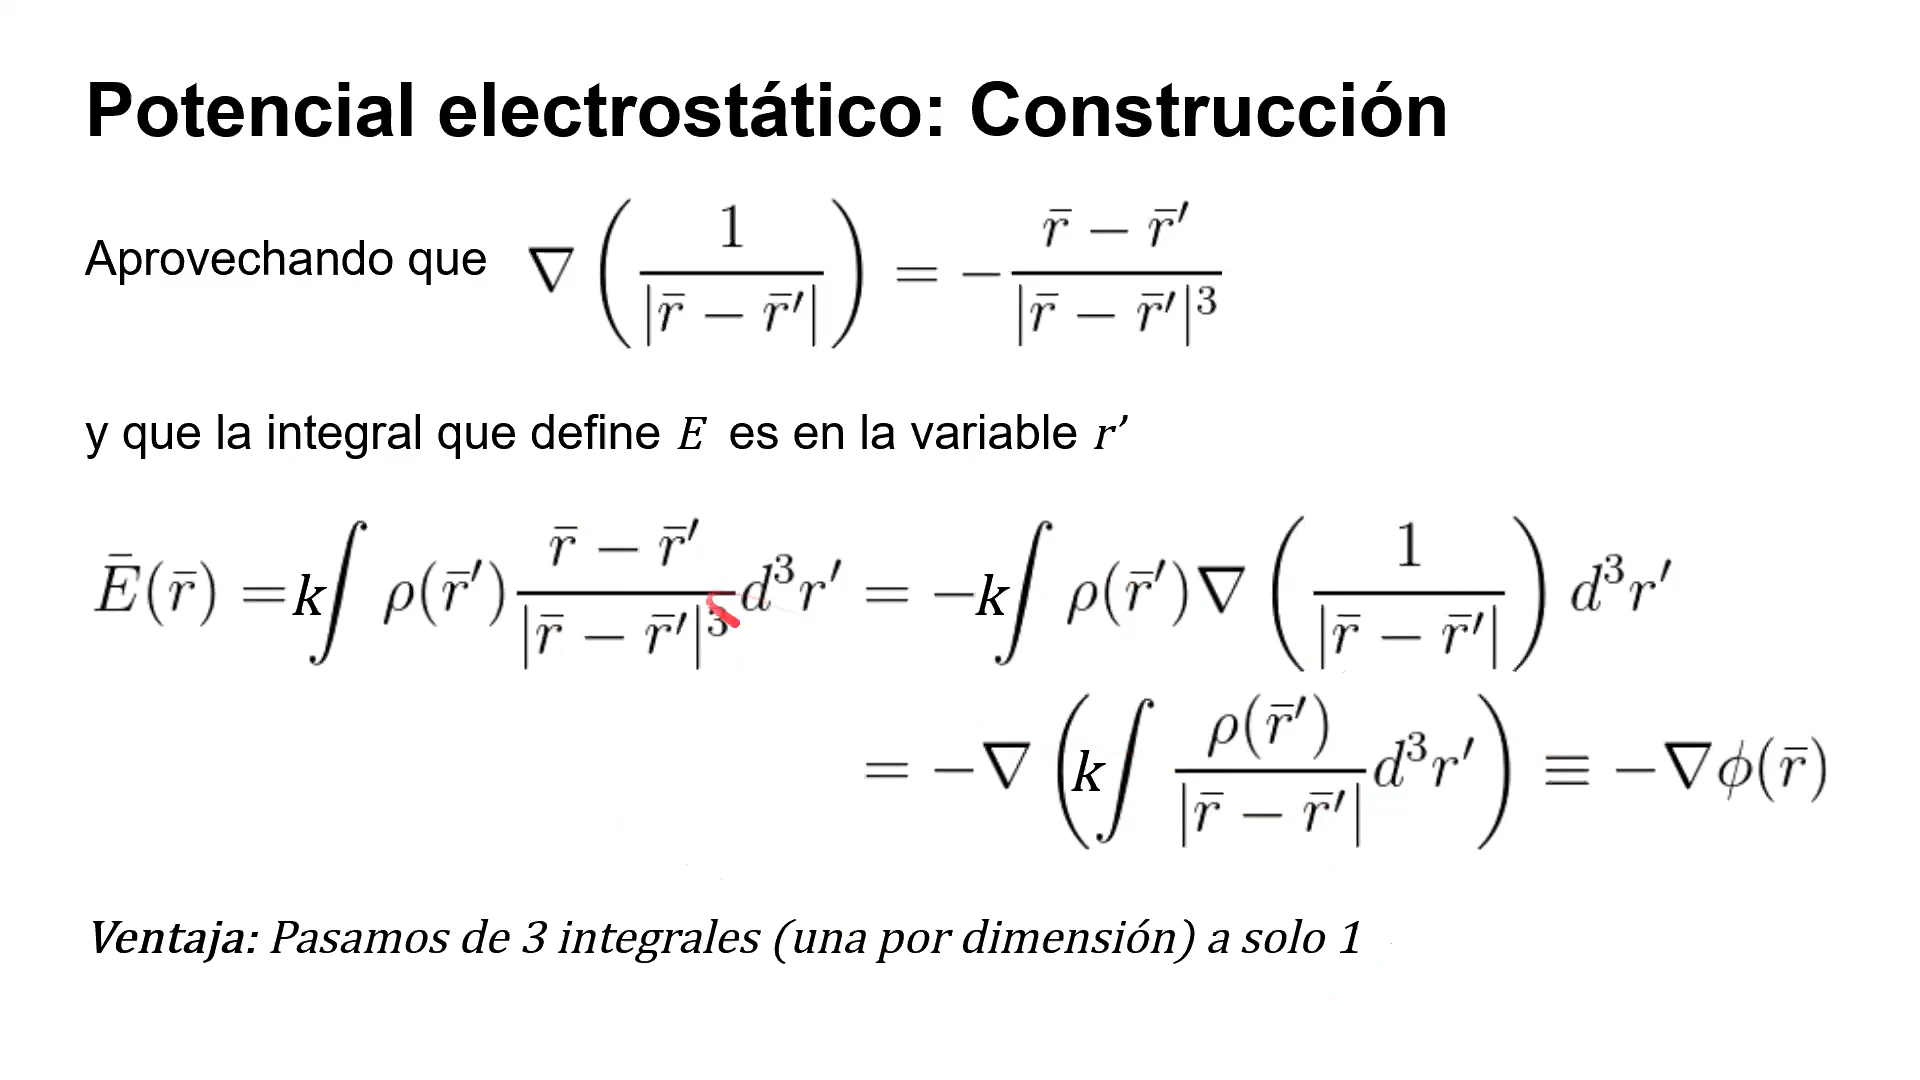 Potencial electrostático: Construcción
Aprovechando que ∇ ( 1 / |r̄ − r̄′| ) = − (r̄ − r̄′) / |r̄ − r̄′|³
y que la integral que define E es en la variable r’
Ē(r̄) = k∫ ρ(r̄′) (r̄ − r̄′) / |r̄ − r̄′|³ d³r′ = −k∫ ρ(r̄′)∇ ( 1 / |r̄ − r̄′| ) d³r′
= −∇ ( k∫ ρ(r̄′) / |r̄ − r̄′| d³r′ ) ≡ −∇φ(r̄)
Ventaja: Pasamos de 3 integrales (una por dimensión) a solo 1